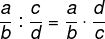 a/b : c/d = a/b · d/c